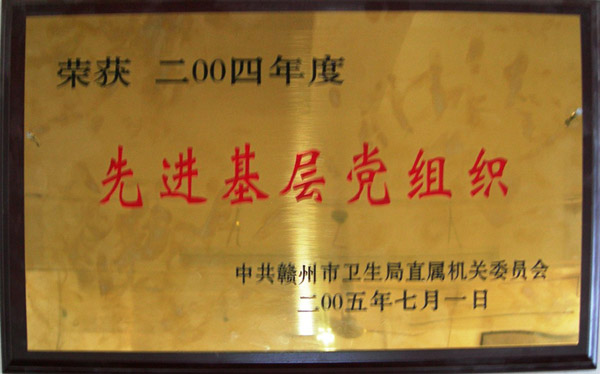 荣获 二00四年度
先进基层党组织
中共赣州市卫生局直属机关委员会
二00五年七月一日